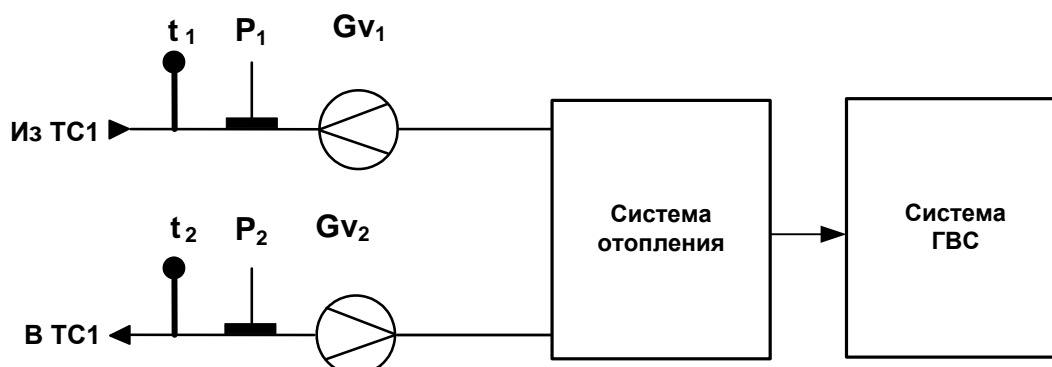 t 1 P1 Gv1
Из ТС1
t 2 P2 Gv2
В ТС1
Система
отопления
Система
ГВС